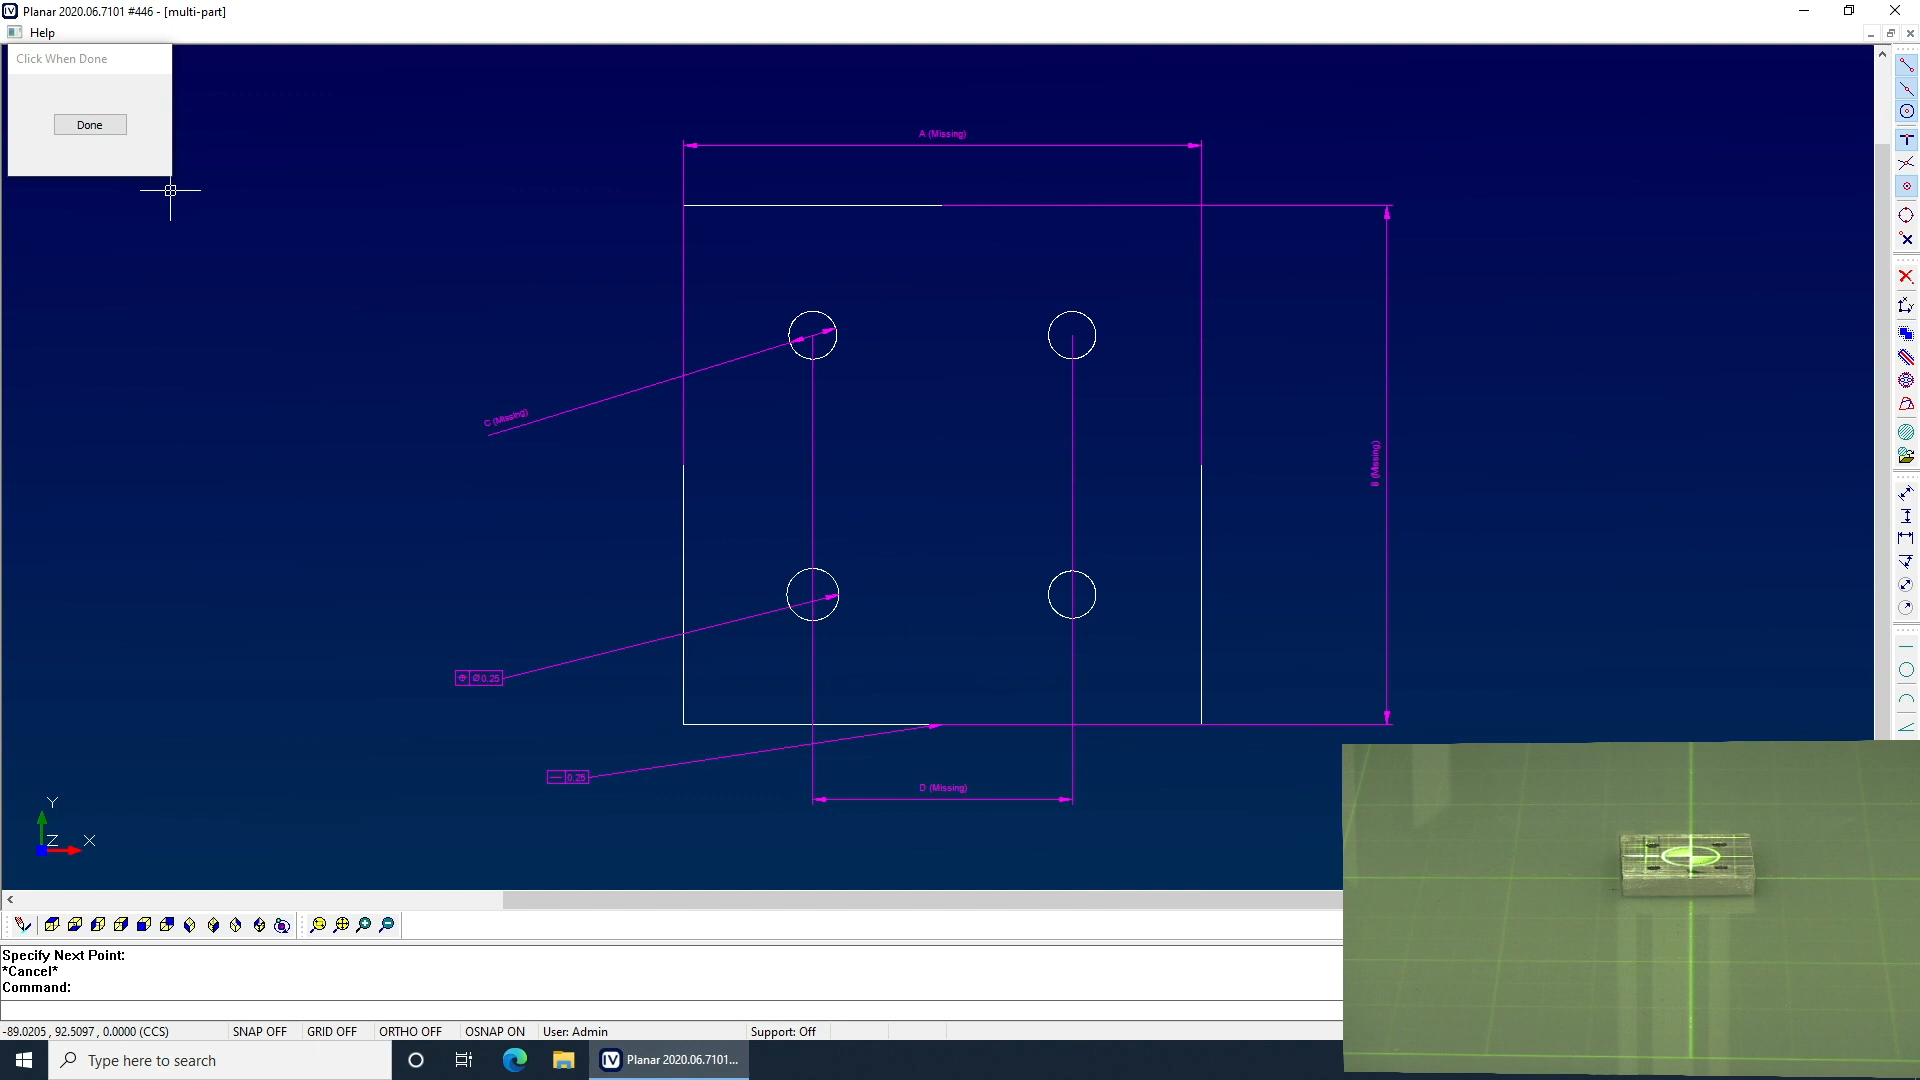 Planar 2020.06.7101 #446 - [multi-part]
Help
Click When Done
Done
A (Missing)
B (Missing)
C (Missing)
⌖ Ø0.25
— 0.25
D (Missing)
Y
Z X
Specify Next Point:
*Cancel*
Command:
-89.0205 , 92.5097 , 0.0000 (CCS) SNAP OFF GRID OFF ORTHO OFF OSNAP ON User: Admin Support: Off
Type here to search
IV Planar 2020.06.7101...